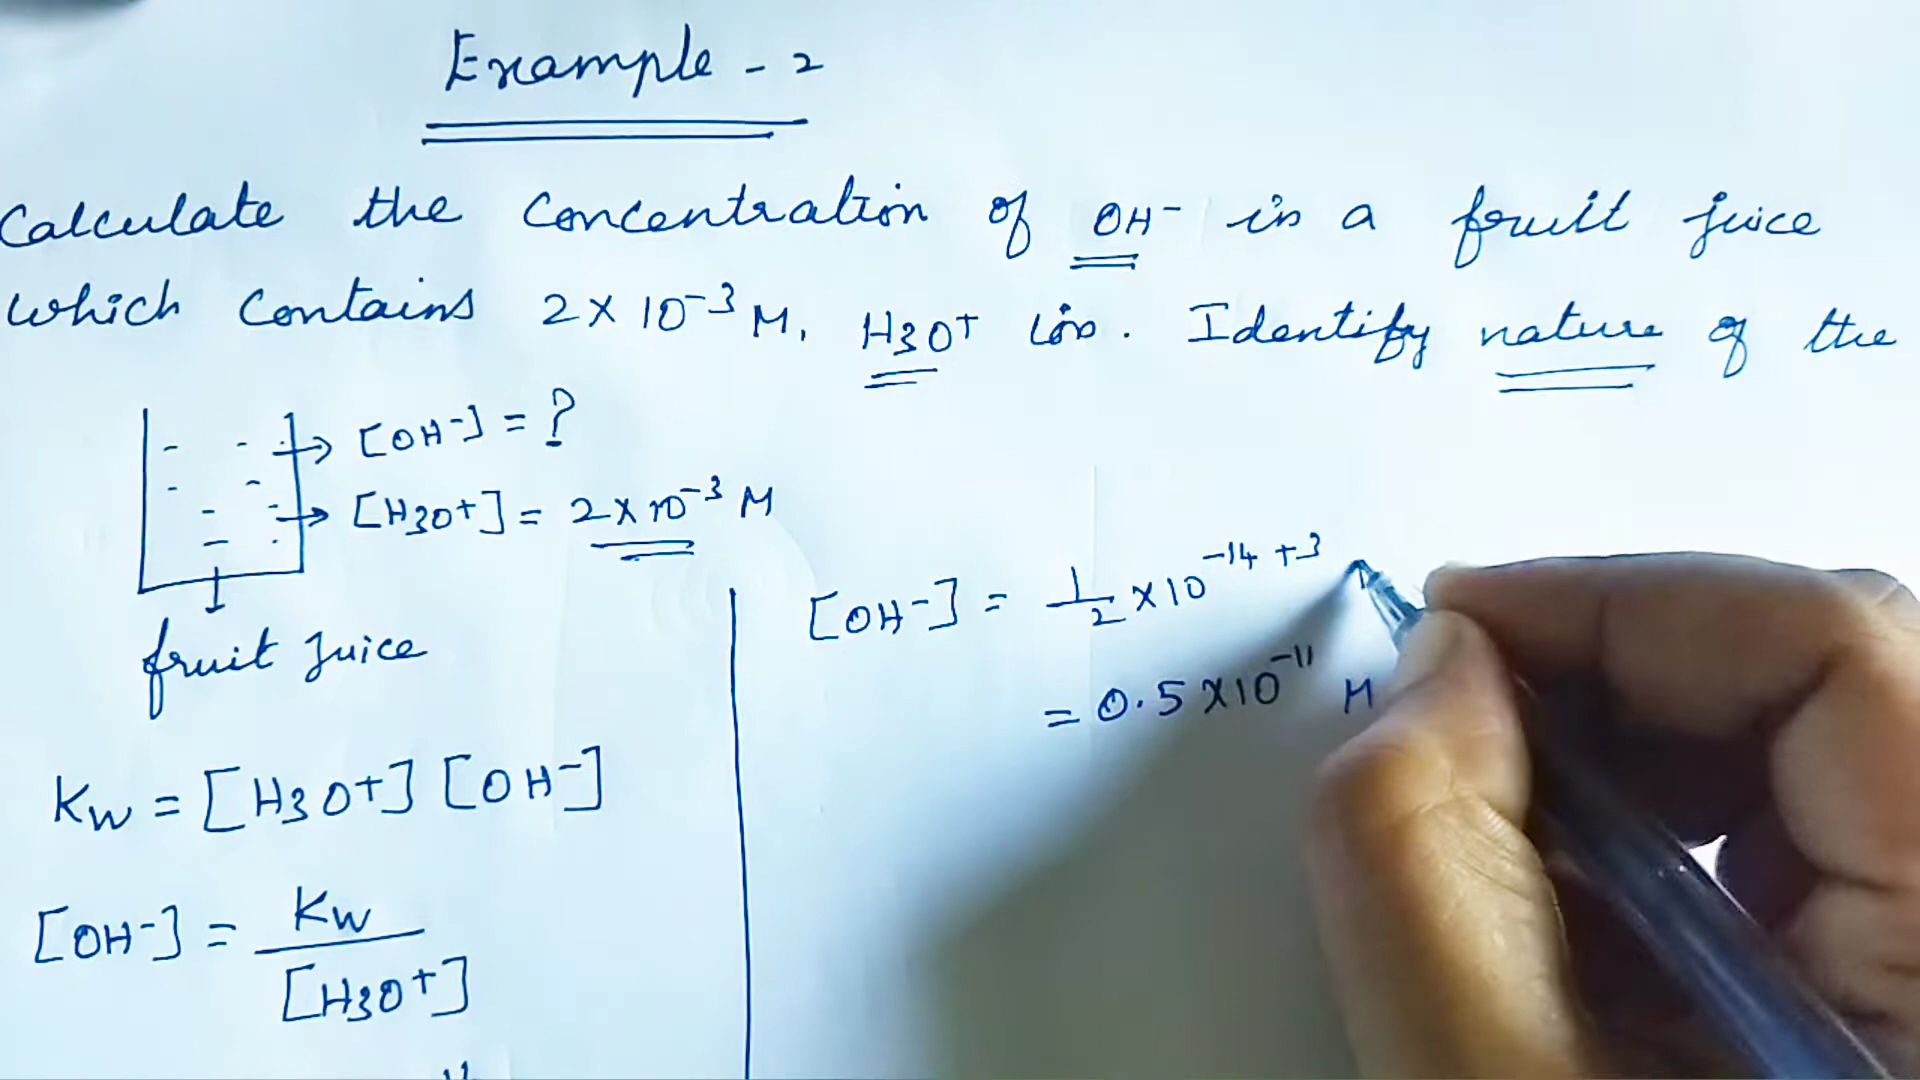 Example - 2
Calculate the concentration of OH⁻ in a fruit juice
which contains 2 × 10⁻³ M, H3O⁺ ion. Identify nature of the
[OH⁻] = ?
[H3O⁺] = 2 × 10⁻³ M
fruit Juice
Kw = [H3O⁺] [OH⁻]
[OH⁻] = Kw / [H3O⁺]
[OH⁻] = 1/2 × 10⁻¹⁴ ⁺³
= 0.5 × 10⁻¹¹ M